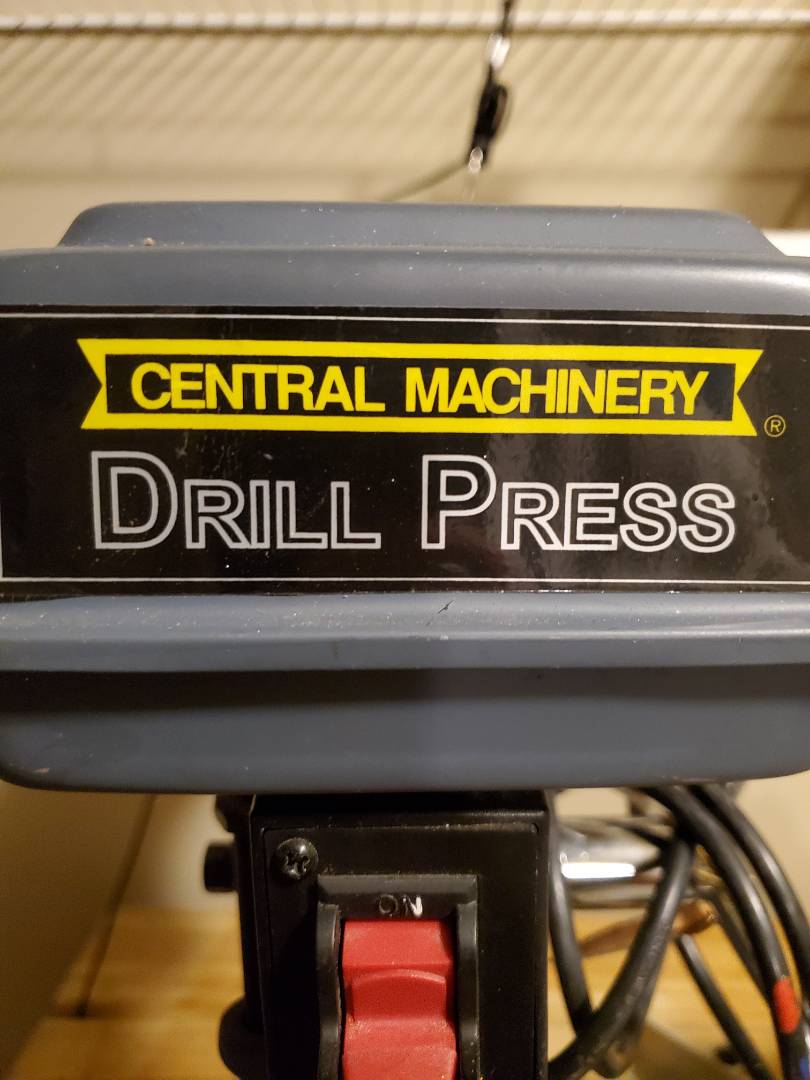 CENTRAL MACHINERY
®
DRILL PRESS
ON